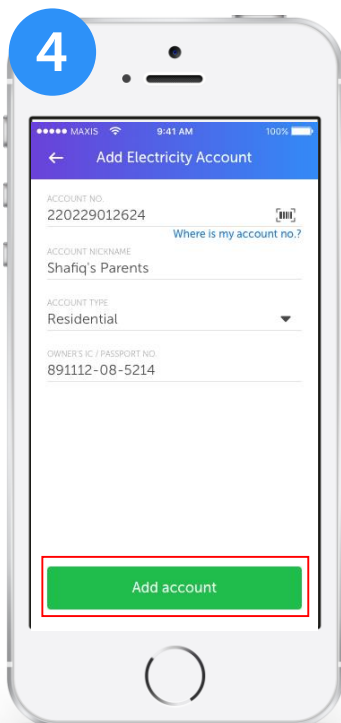 4
MAXIS 9:41 AM 100%
← Add Electricity Account
ACCOUNT NO.
220229012624
Where is my account no.?
ACCOUNT NICKNAME
Shafiq's Parents
ACCOUNT TYPE
Residential
OWNER'S IC / PASSPORT NO.
891112-08-5214
Add account